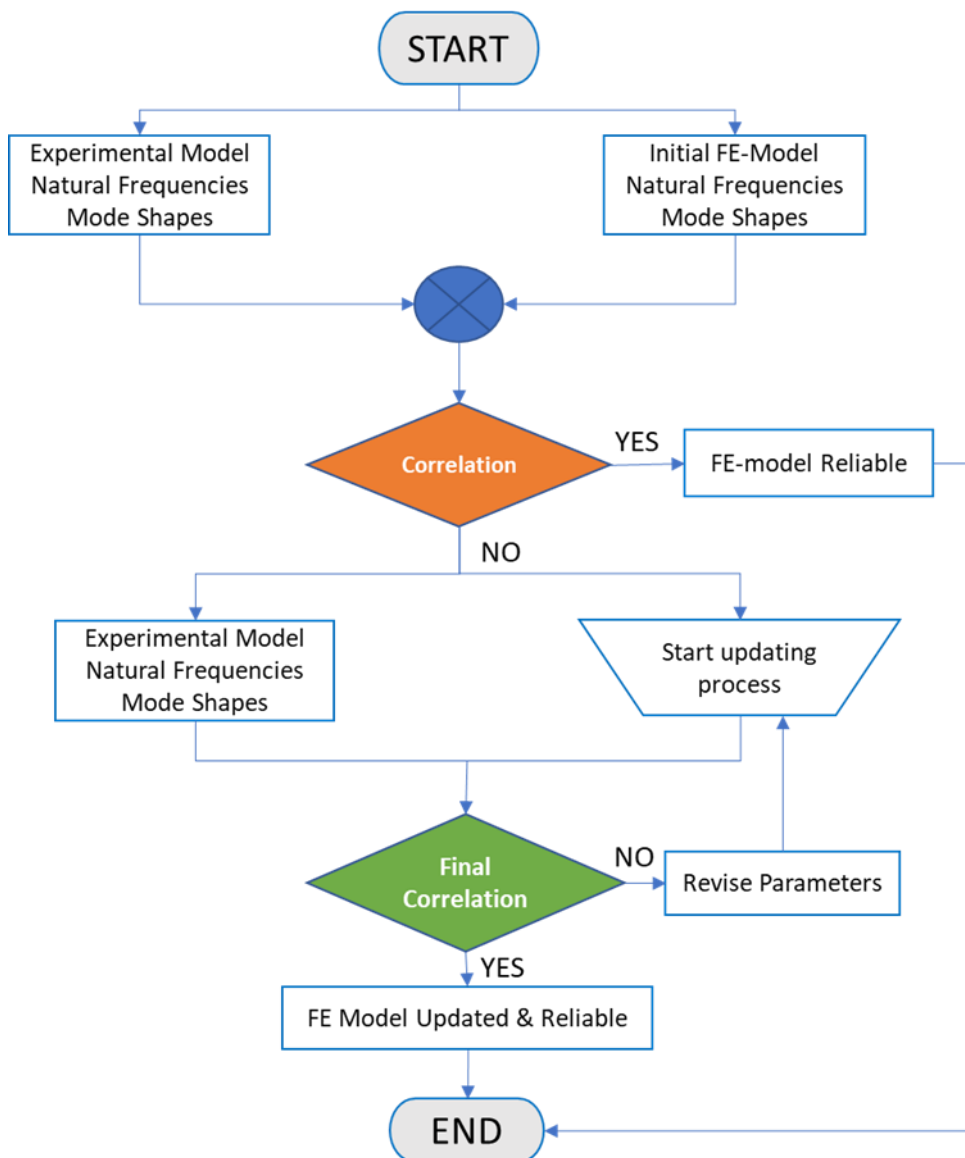 START
Experimental Model
Natural Frequencies
Mode Shapes
Initial FE-Model
Natural Frequencies
Mode Shapes
Correlation
YES
FE-model Reliable
NO
Experimental Model
Natural Frequencies
Mode Shapes
Start updating
process
Final
Correlation
NO
Revise Parameters
YES
FE Model Updated & Reliable
END